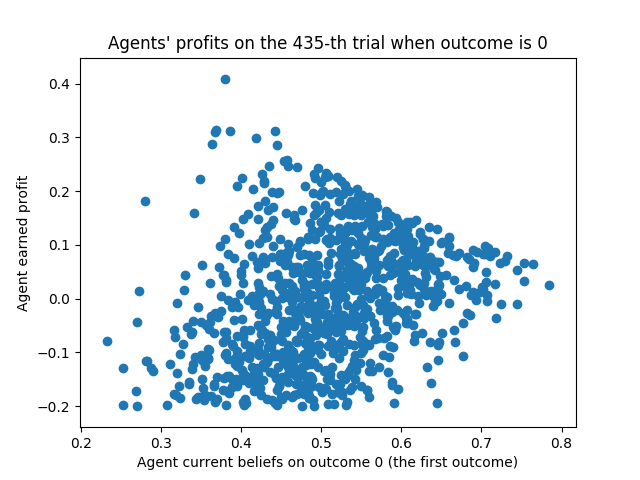 Agents' profits on the 435-th trial when outcome is 0
0.4
0.3
0.2
0.1
0.0
−0.1
−0.2
Agent earned profit
0.2 0.3 0.4 0.5 0.6 0.7 0.8
Agent current beliefs on outcome 0 (the first outcome)